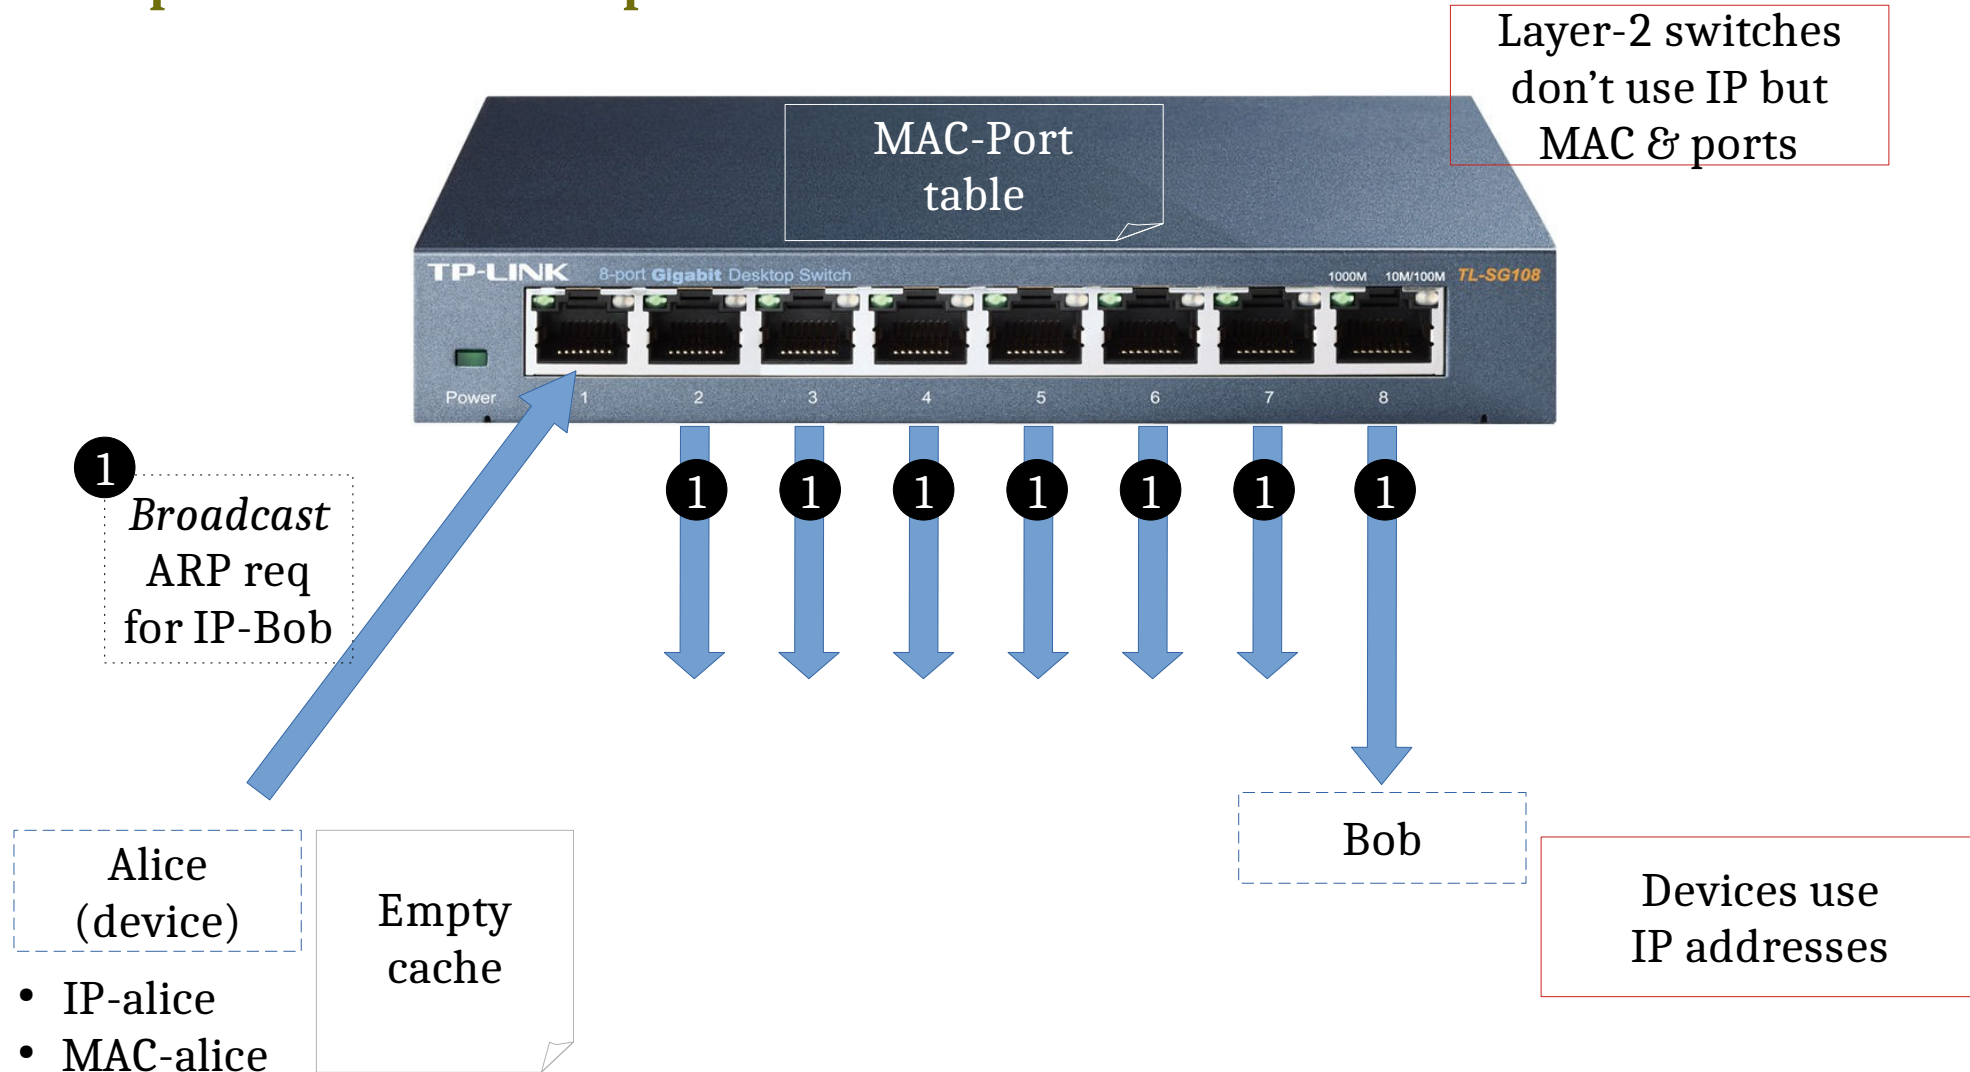 Layer-2 switches
don’t use IP but
MAC & ports
MAC-Port
table
TP-LINK 8-port Gigabit Desktop Switch 1000M 10M/100M TL-SG108
Power 1 2 3 4 5 6 7 8
1
Broadcast
ARP req
for IP-Bob
1 1 1 1 1 1 1
Alice
(device)
• IP-alice
• MAC-alice
Empty
cache
Bob
Devices use
IP addresses